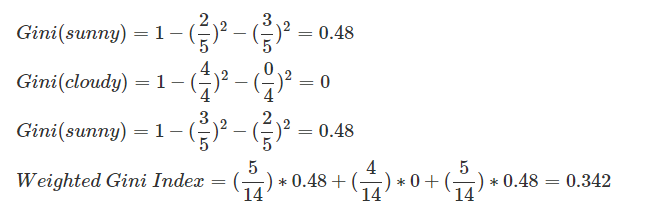 Gini(sunny) = 1 − (2/5)² − (3/5)² = 0.48
Gini(cloudy) = 1 − (4/4)² − (0/4)² = 0
Gini(sunny) = 1 − (3/5)² − (2/5)² = 0.48
Weighted Gini Index = (5/14) * 0.48 + (4/14) * 0 + (5/14) * 0.48 = 0.342